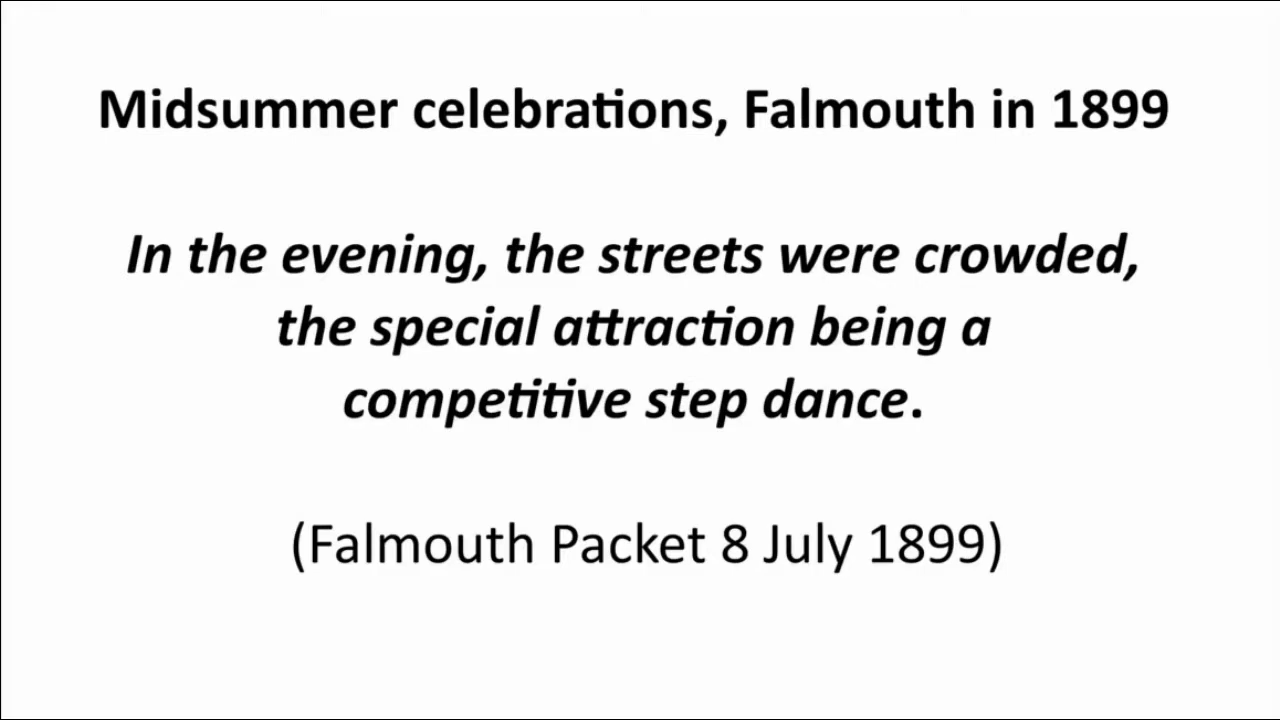 Midsummer celebrations, Falmouth in 1899
In the evening, the streets were crowded,
the special attraction being a
competitive step dance.
(Falmouth Packet 8 July 1899)